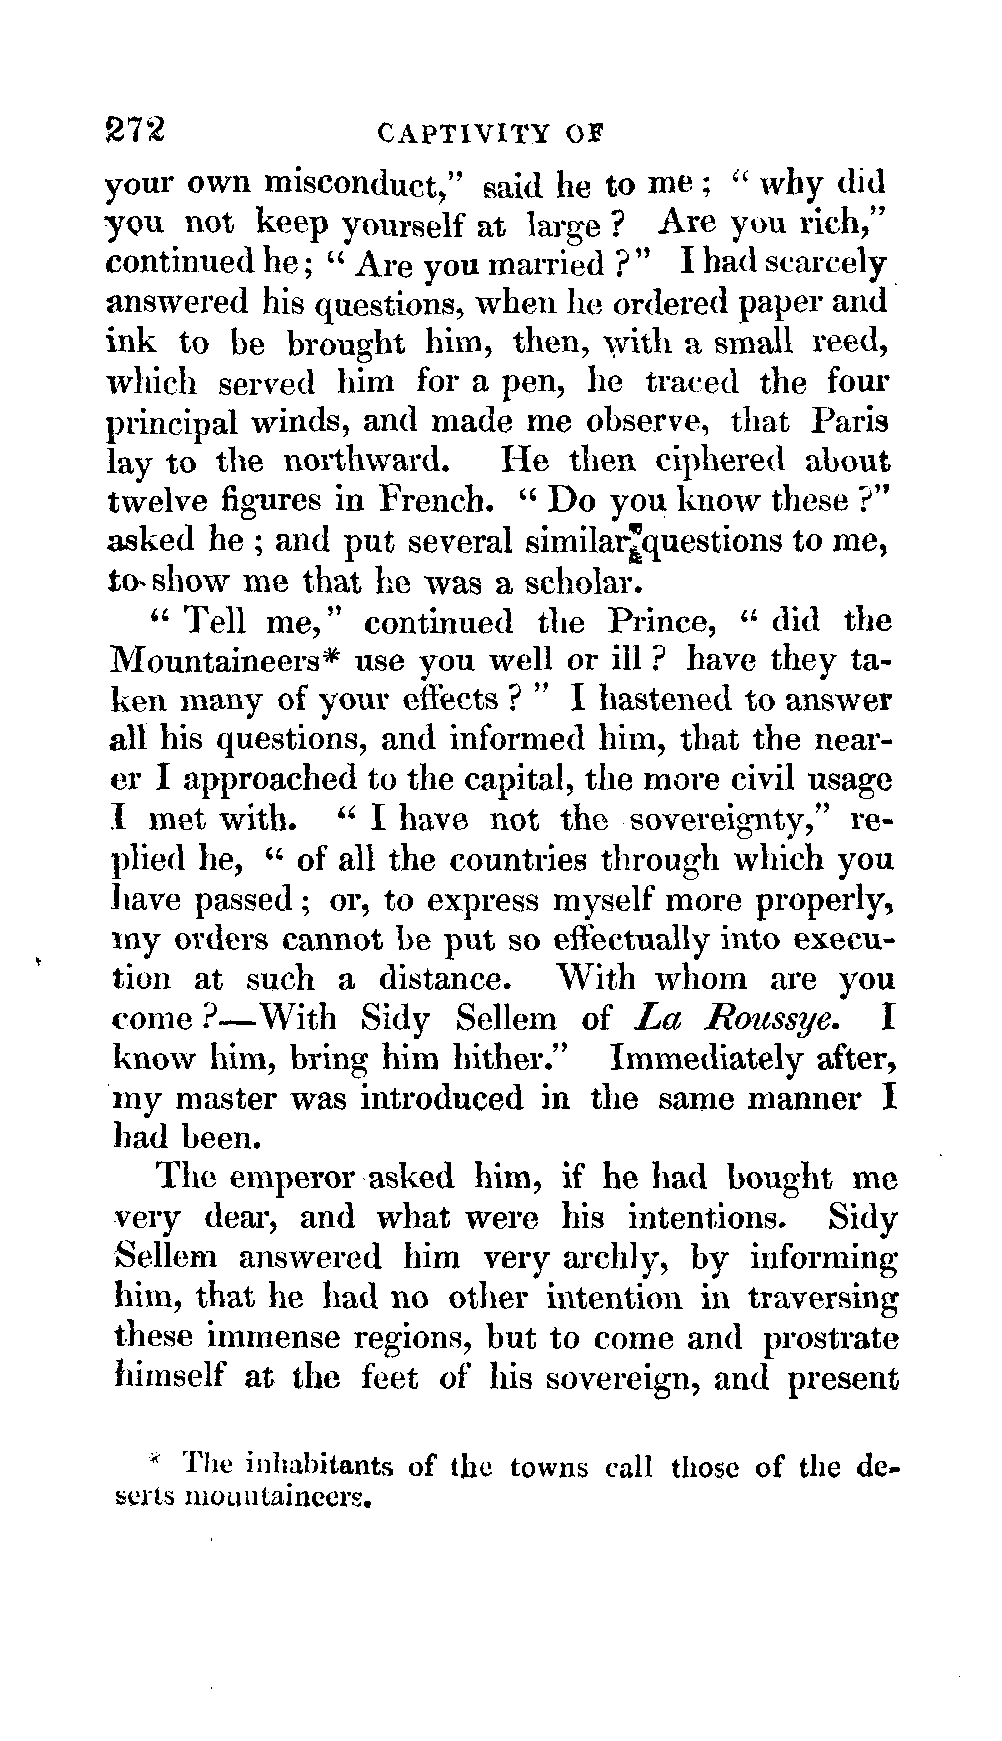 272 CAPTIVITY OF
your own misconduct," said he to me; "why did
you not keep yourself at large? Are you rich,"
continued he; "Are you married?" I had scarcely
answered his questions, when he ordered paper and
ink to be brought him, then, with a small reed,
which served him for a pen, he traced the four
principal winds, and made me observe, that Paris
lay to the northward. He then ciphered about
twelve figures in French. "Do you know these?"
asked he; and put several similar questions to me,
to show me that he was a scholar.
"Tell me," continued the Prince, "did the
Mountaineers* use you well or ill? have they ta-
ken many of your effects?" I hastened to answer
all his questions, and informed him, that the near-
er I approached to the capital, the more civil usage
I met with. "I have not the sovereignty," re-
plied he, "of all the countries through which you
have passed; or, to express myself more properly,
my orders cannot be put so effectually into execu-
tion at such a distance. With whom are you
come?—With Sidy Sellem of La Roussye. I
know him, bring him hither." Immediately after,
my master was introduced in the same manner I
had been.
The emperor asked him, if he had bought me
very dear, and what were his intentions. Sidy
Sellem answered him very archly, by informing
him, that he had no other intention in traversing
these immense regions, but to come and prostrate
himself at the feet of his sovereign, and present
* The inhabitants of the towns call those of the de-
serts mountaineers.